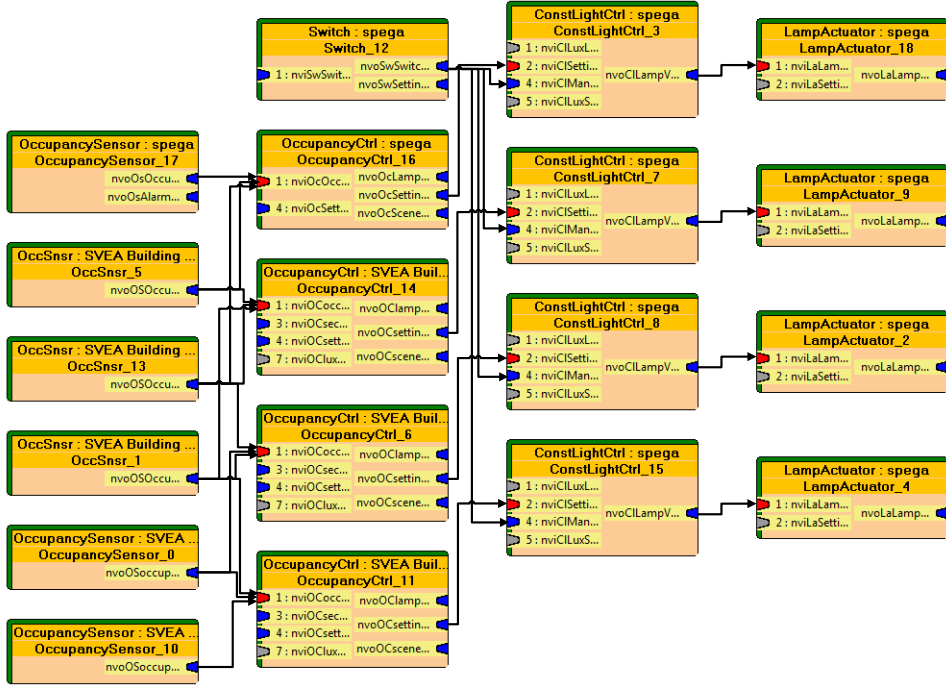 Switch : spega
Switch_12
1 : nviSwSwit...
nvoSwSwitc...
nvoSwSettin...
ConstLightCtrl : spega
ConstLightCtrl_3
1 : nviClLuxL...
2 : nviClSetti...
4 : nviClMan...
5 : nviClLuxS...
nvoClLampV...
LampActuator : spega
LampActuator_18
1 : nviLaLam...
2 : nviLaSetti...
nvoLaLamp...
OccupancySensor : spega
OccupancySensor_17
nvoOsOccu...
nvoOsAlarm...
OccupancyCtrl : spega
OccupancyCtrl_16
1 : nviOcOcc...
4 : nviOcSett...
nvoOcLamp...
nvoOcSettin...
nvoOcScene...
ConstLightCtrl : spega
ConstLightCtrl_7
1 : nviClLuxL...
2 : nviClSetti...
4 : nviClMan...
5 : nviClLuxS...
nvoClLampV...
LampActuator : spega
LampActuator_9
1 : nviLaLam...
2 : nviLaSetti...
nvoLaLamp...
OccSnsr : SVEA Building ...
OccSnsr_5
nvoOSOccu...
OccupancyCtrl : SVEA Buil...
OccupancyCtrl_14
1 : nviOCocc...
3 : nviOCsec...
4 : nviOCsett...
7 : nviOClux...
nvoOClamp...
nvoOCsettin...
nvoOCscene...
ConstLightCtrl : spega
ConstLightCtrl_8
1 : nviClLuxL...
2 : nviClSetti...
4 : nviClMan...
5 : nviClLuxS...
nvoClLampV...
LampActuator : spega
LampActuator_2
1 : nviLaLam...
2 : nviLaSetti...
nvoLaLamp...
OccSnsr : SVEA Building ...
OccSnsr_13
nvoOSOccu...
OccSnsr : SVEA Building ...
OccSnsr_1
nvoOSOccu...
OccupancyCtrl : SVEA Buil...
OccupancyCtrl_6
1 : nviOCocc...
3 : nviOCsec...
4 : nviOCsett...
7 : nviOClux...
nvoOClamp...
nvoOCsettin...
nvoOCscene...
ConstLightCtrl : spega
ConstLightCtrl_15
1 : nviClLuxL...
2 : nviClSetti...
4 : nviClMan...
5 : nviClLuxS...
nvoClLampV...
LampActuator : spega
LampActuator_4
1 : nviLaLam...
2 : nviLaSetti...
nvoLaLamp...
OccupancySensor : SVEA ...
OccupancySensor_0
nvoOSoccup...
OccupancyCtrl : SVEA Buil...
OccupancyCtrl_11
1 : nviOCocc...
3 : nviOCsec...
4 : nviOCsett...
7 : nviOClux...
nvoOClamp...
nvoOCsettin...
nvoOCscene...
OccupancySensor : SVEA ...
OccupancySensor_10
nvoOSoccup...